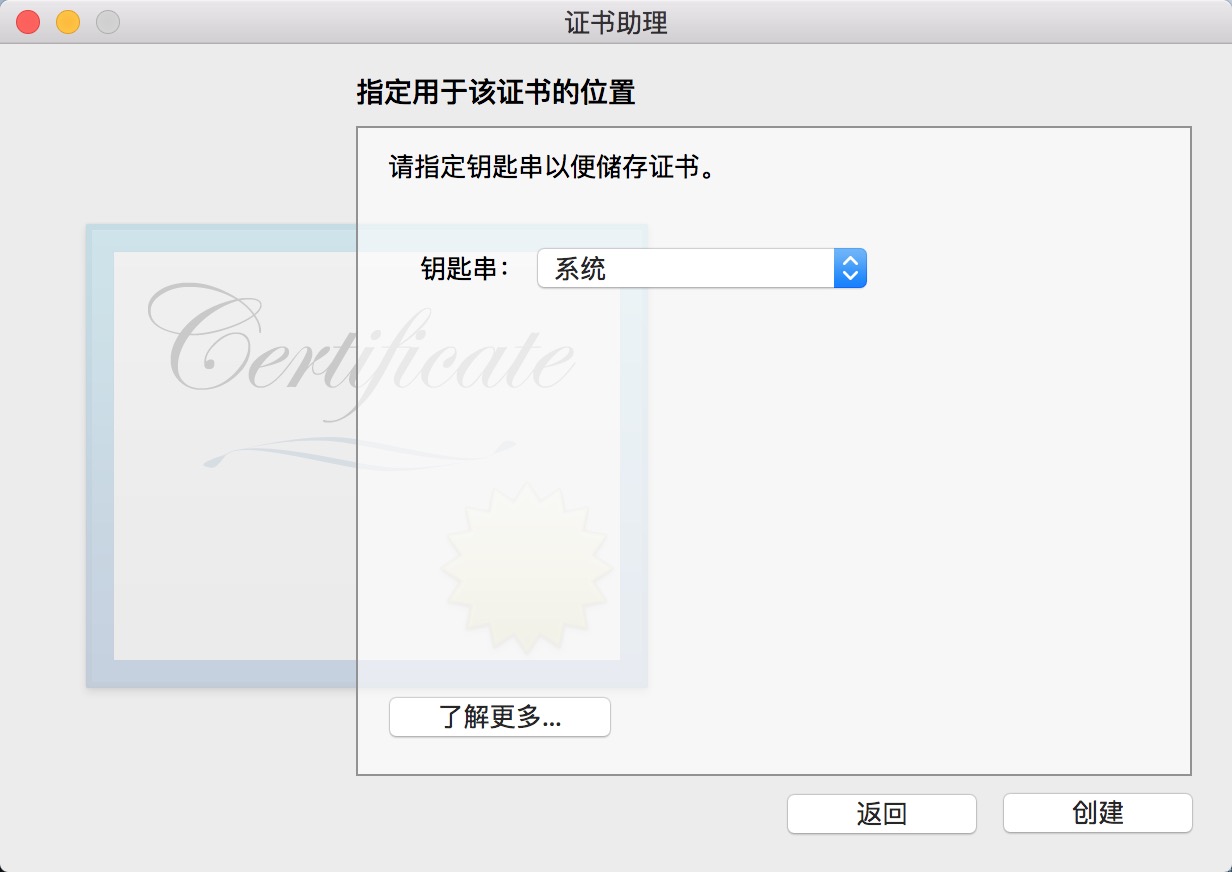 证书助理
指定用于该证书的位置
请指定钥匙串以便储存证书。
钥匙串：
系统
Certificate
了解更多...
返回
创建